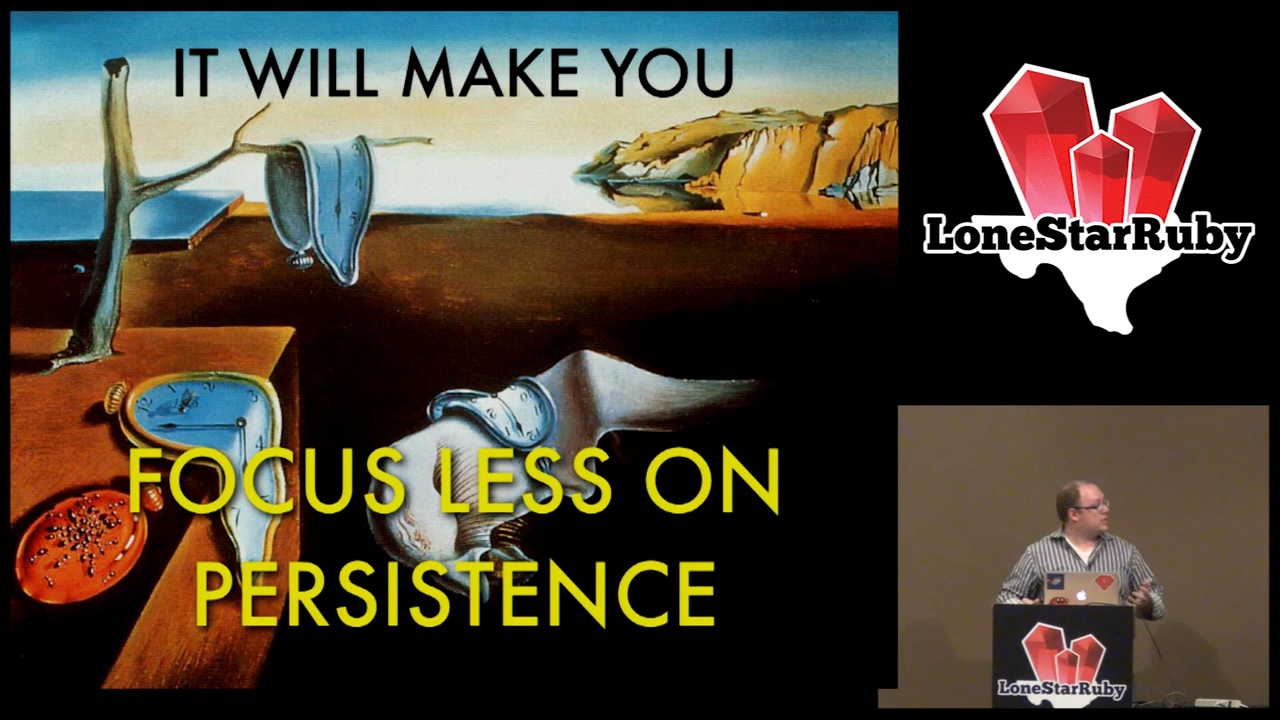 IT WILL MAKE YOU
FOCUS LESS ON
PERSISTENCE
LoneStarRuby
LoneStarRuby